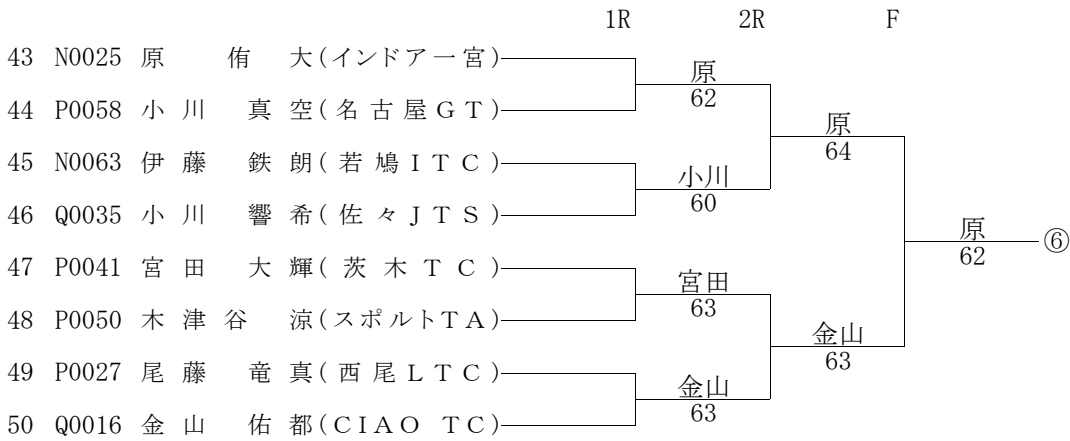 1R 2R F
43 N0025 原 侑 大(インドアー宮)
原
62
44 P0058 小 川 真 空(名 古 屋 G T)
原
64
45 N0063 伊 藤 鉄 朗(若 鳩 I T C)
小川
60
46 Q0035 小 川 響 希(佐 々 J T S)
原
62
⑥
47 P0041 宮 田 大 輝(茨 木 T C)
宮田
63
48 P0050 木 津 谷 涼(スポルトTA)
金山
63
49 P0027 尾 藤 竜 真(西 尾 L T C)
金山
63
50 Q0016 金 山 佑 都(CIAO TC)